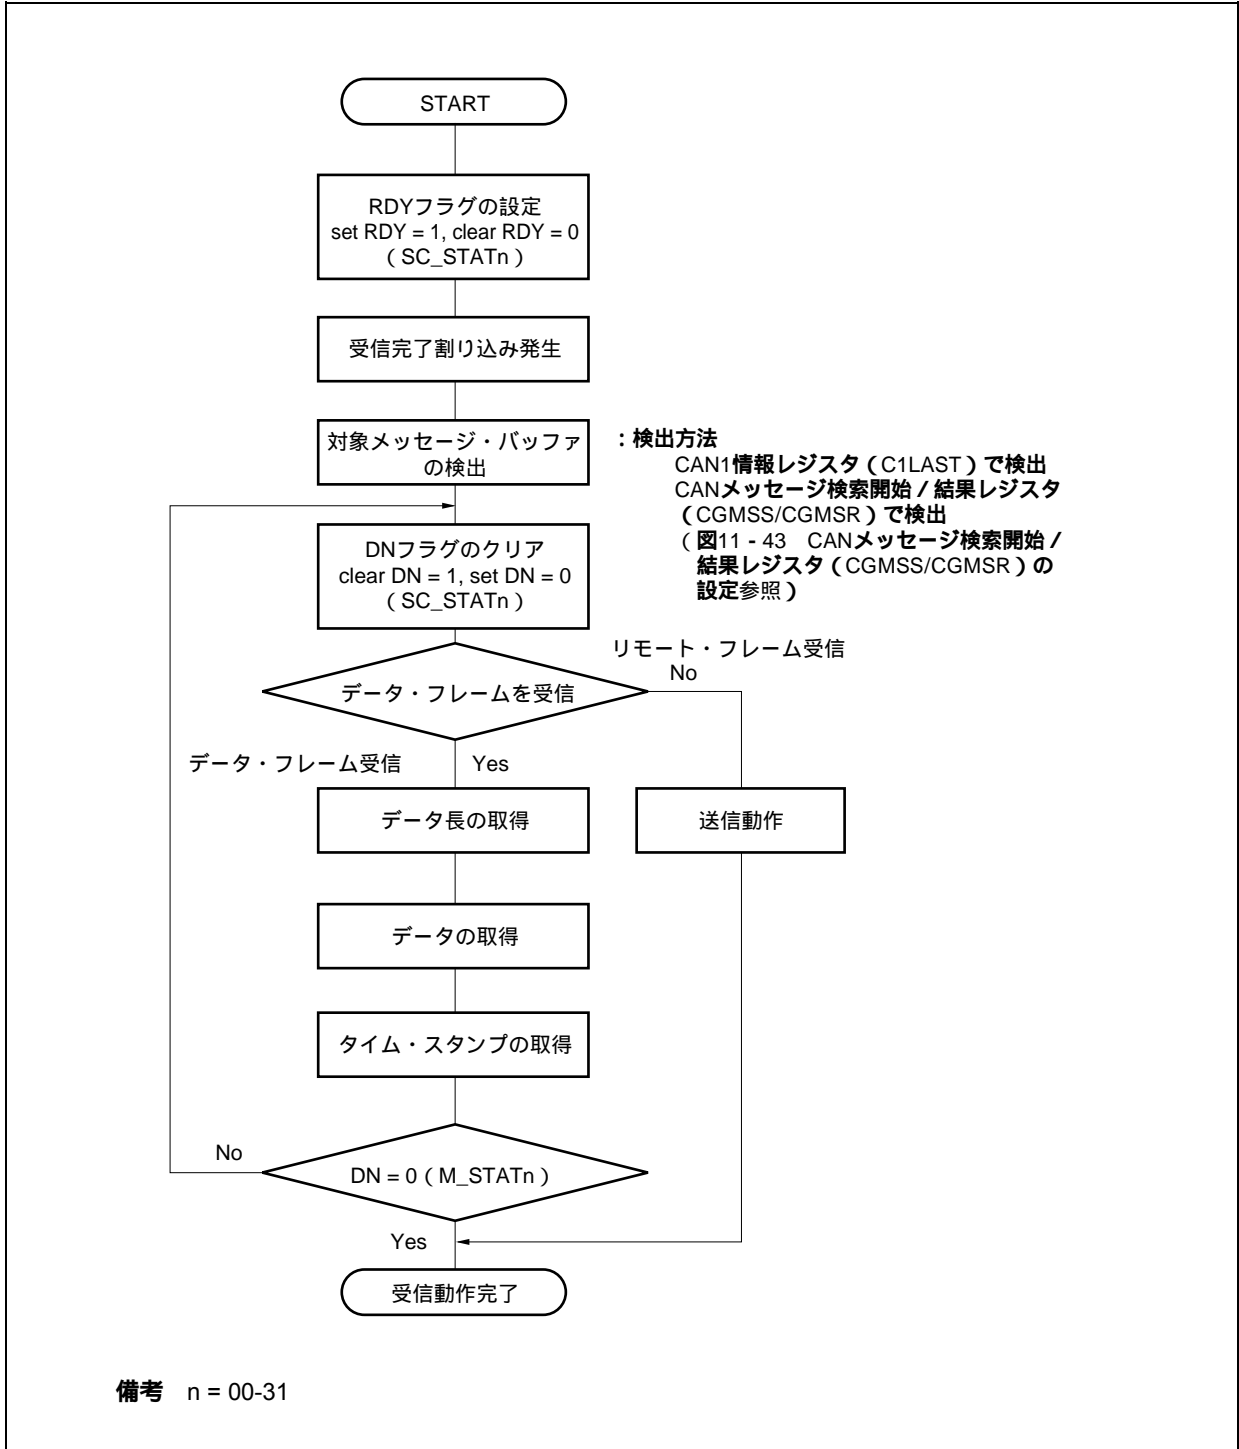 START
RDYフラグの設定
set RDY = 1, clear RDY = 0
（SC_STATn）
受信完了割り込み発生
対象メッセージ・バッファ
の検出
：検出方法
CAN1情報レジスタ（C1LAST）で検出
CANメッセージ検索開始／結果レジスタ
（CGMSS/CGMSR）で検出
（図11－43　CANメッセージ検索開始／
結果レジスタ（CGMSS/CGMSR）の
設定参照）
DNフラグのクリア
clear DN = 1, set DN = 0
（SC_STATn）
リモート・フレーム受信
No
データ・フレームを受信
データ・フレーム受信
Yes
データ長の取得
送信動作
データの取得
タイム・スタンプの取得
No
DN = 0（M_STATn）
Yes
受信動作完了
備考　n = 00-31